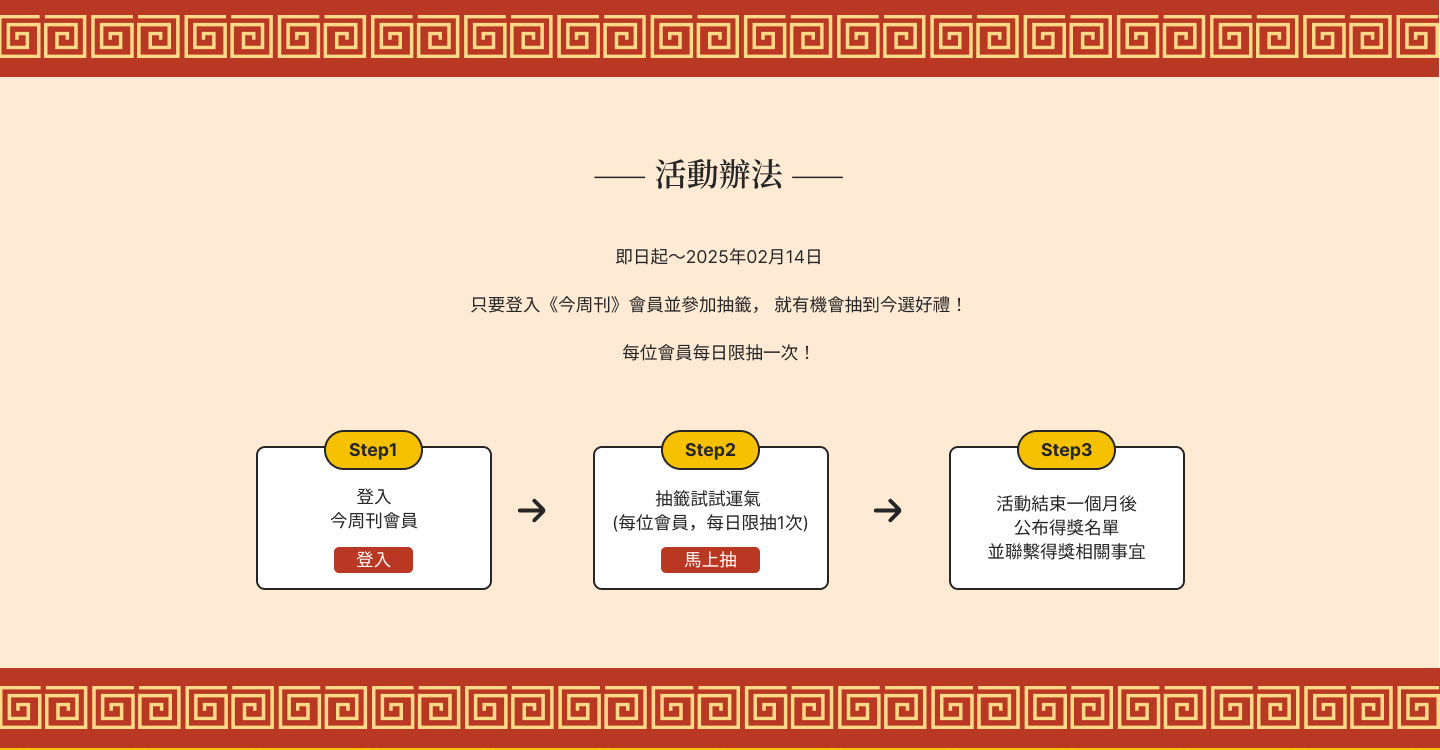 活動辦法
即日起～2025年02月14日
只要登入《今周刊》會員並參加抽籤， 就有機會抽到今選好禮！
每位會員每日限抽一次！
Step1
登入
今周刊會員
登入
Step2
抽籤試試運氣
(每位會員，每日限抽1次)
馬上抽
Step3
活動結束一個月後
公布得獎名單
並聯繫得獎相關事宜